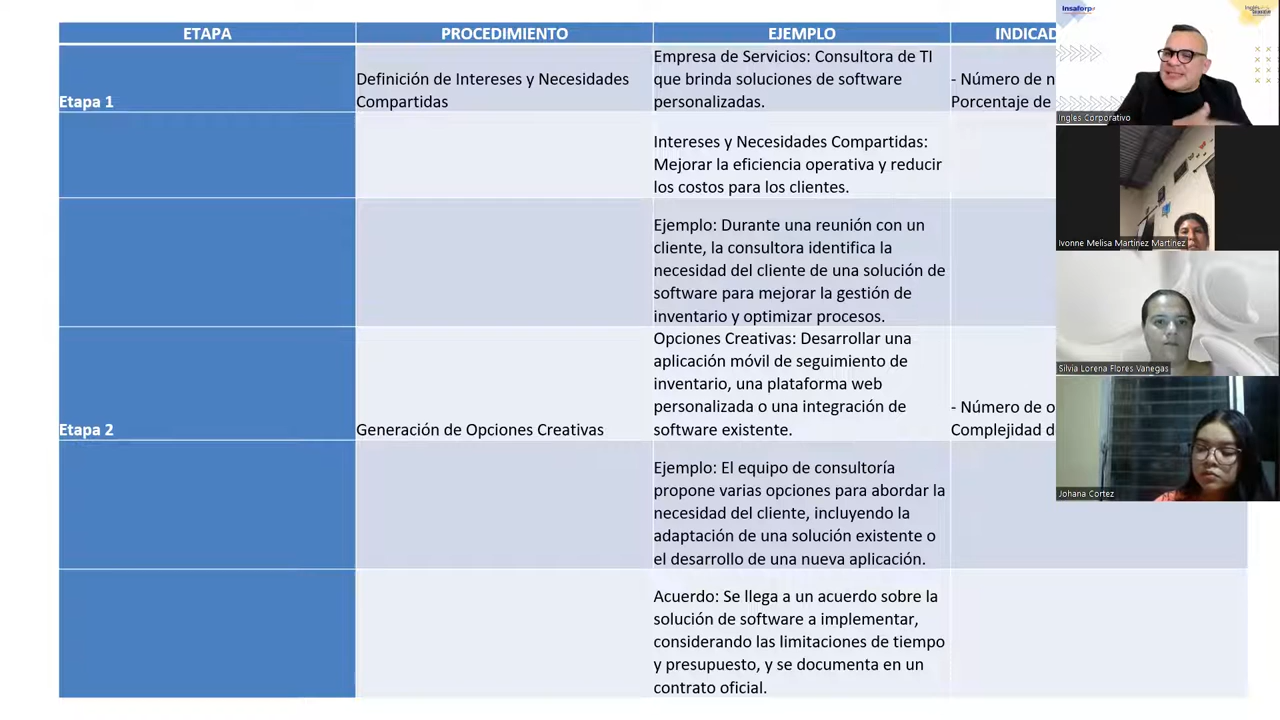 ETAPA
PROCEDIMIENTO
EJEMPLO
Etapa 1
Definición de Intereses y Necesidades
Compartidas
Empresa de Servicios: Consultora de TI
que brinda soluciones de software
personalizadas.
- Número de
Porcentaje de
Intereses y Necesidades Compartidas:
Mejorar la eficiencia operativa y reducir
los costos para los clientes.
Ejemplo: Durante una reunión con un
cliente, la consultora identifica la
necesidad del cliente de una solución de
software para mejorar la gestión de
inventario y optimizar procesos.
Etapa 2
Generación de Opciones Creativas
Opciones Creativas: Desarrollar una
aplicación móvil de seguimiento de
inventario, una plataforma web
personalizada o una integración de
software existente.
- Número de
Complejidad
Ejemplo: El equipo de consultoría
propone varias opciones para abordar la
necesidad del cliente, incluyendo la
adaptación de una solución existente o
el desarrollo de una nueva aplicación.
Acuerdo: Se llega a un acuerdo sobre la
solución de software a implementar,
considerando las limitaciones de tiempo
y presupuesto, y se documenta en un
contrato oficial.
Insaforp
Ingles Corporativo
Ivonne Melisa Martinez Martinez
Silvia Lorena Flores Vanegas
Johana Cortez